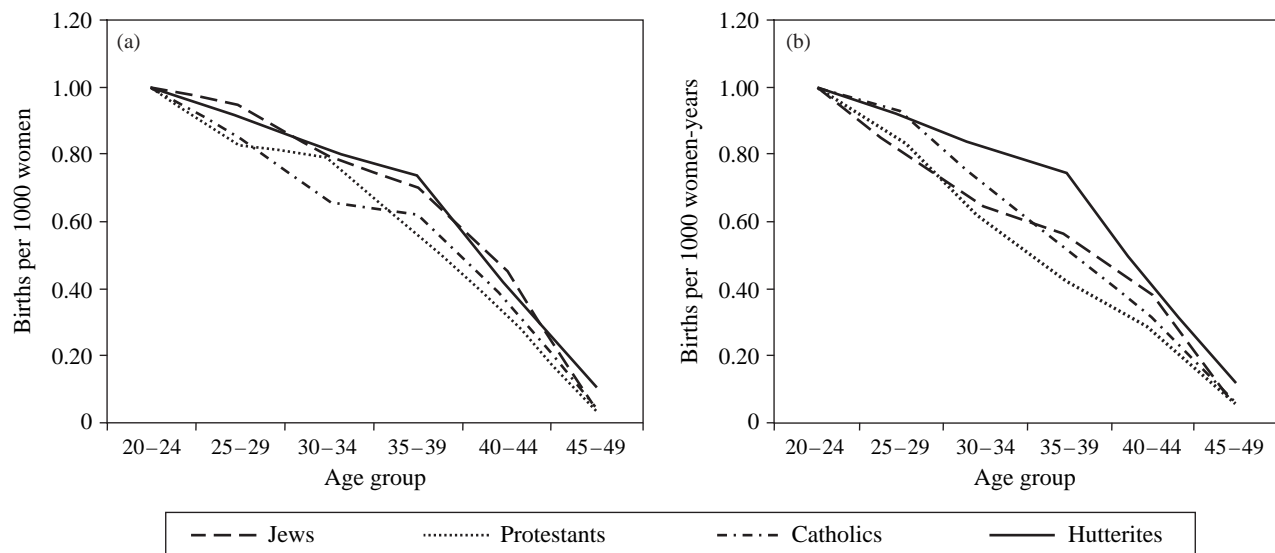 (a)
Births per 1000 women
1.20
1.00
0.80
0.60
0.40
0.20
0
20–24 25–29 30–34 35–39 40–44 45–49
Age group
(b)
Births per 1000 women-years
1.20
1.00
0.80
0.60
0.40
0.20
0
20–24 25–29 30–34 35–39 40–44 45–49
Age group
Jews Protestants Catholics Hutterites